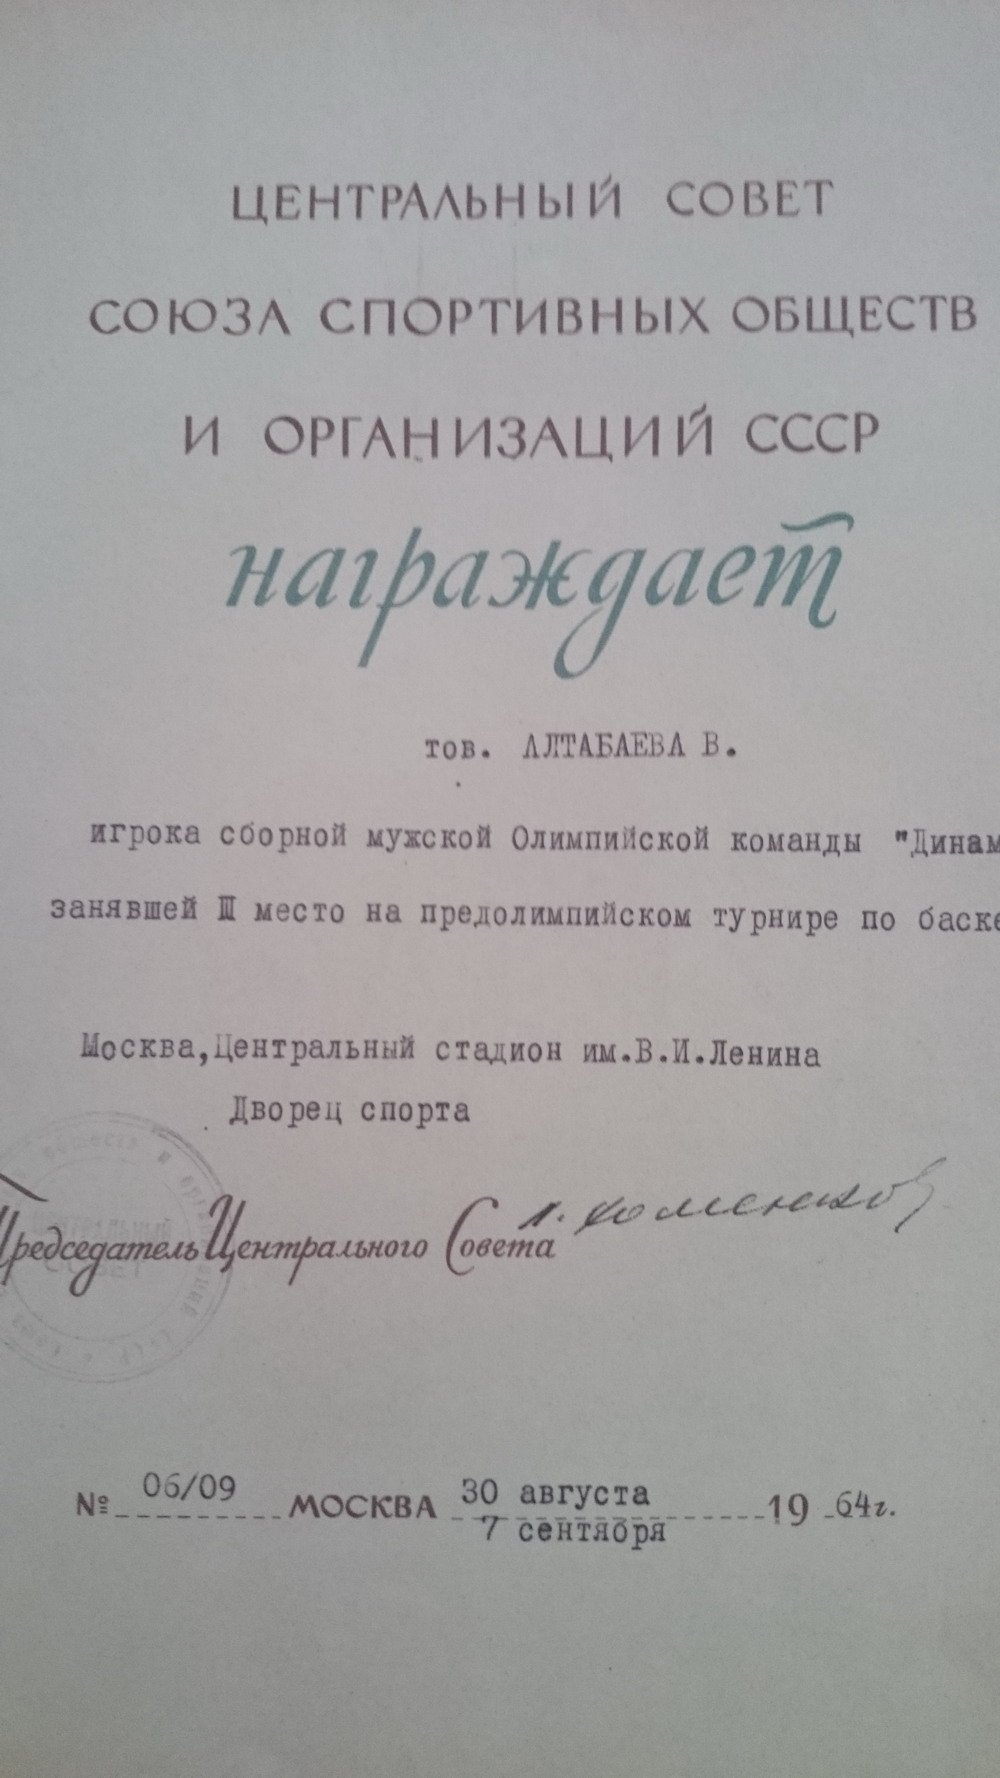 ЦЕНТРАЛЬНЫЙ СОВЕТ
СОЮЗА СПОРТИВНЫХ ОБЩЕСТВ
И ОРГАНИЗАЦИЙ СССР
награждает
тов. АЛТАБАЕВА В.
игрока сборной мужской Олимпийской команды "Динам
занявшей III место на предолимпийском турнире по баске
Москва,Центральный стадион им.В.И.Ленина
Дворец спорта
Председатель Центрального Совета Л. Хоменков
№ 06/09 МОСКВА 30 августа 1964г.
7 сентября